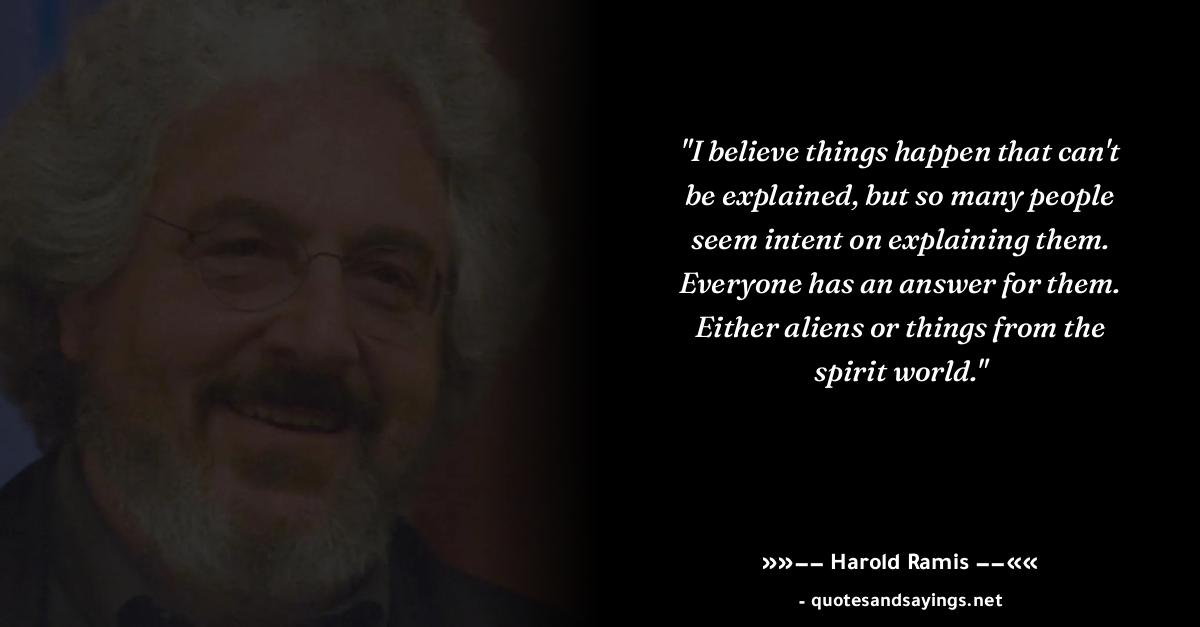 "I believe things happen that can't
be explained, but so many people
seem intent on explaining them.
Everyone has an answer for them.
Either aliens or things from the
spirit world."
»»–– Harold Ramis ––««
- quotesandsayings.net